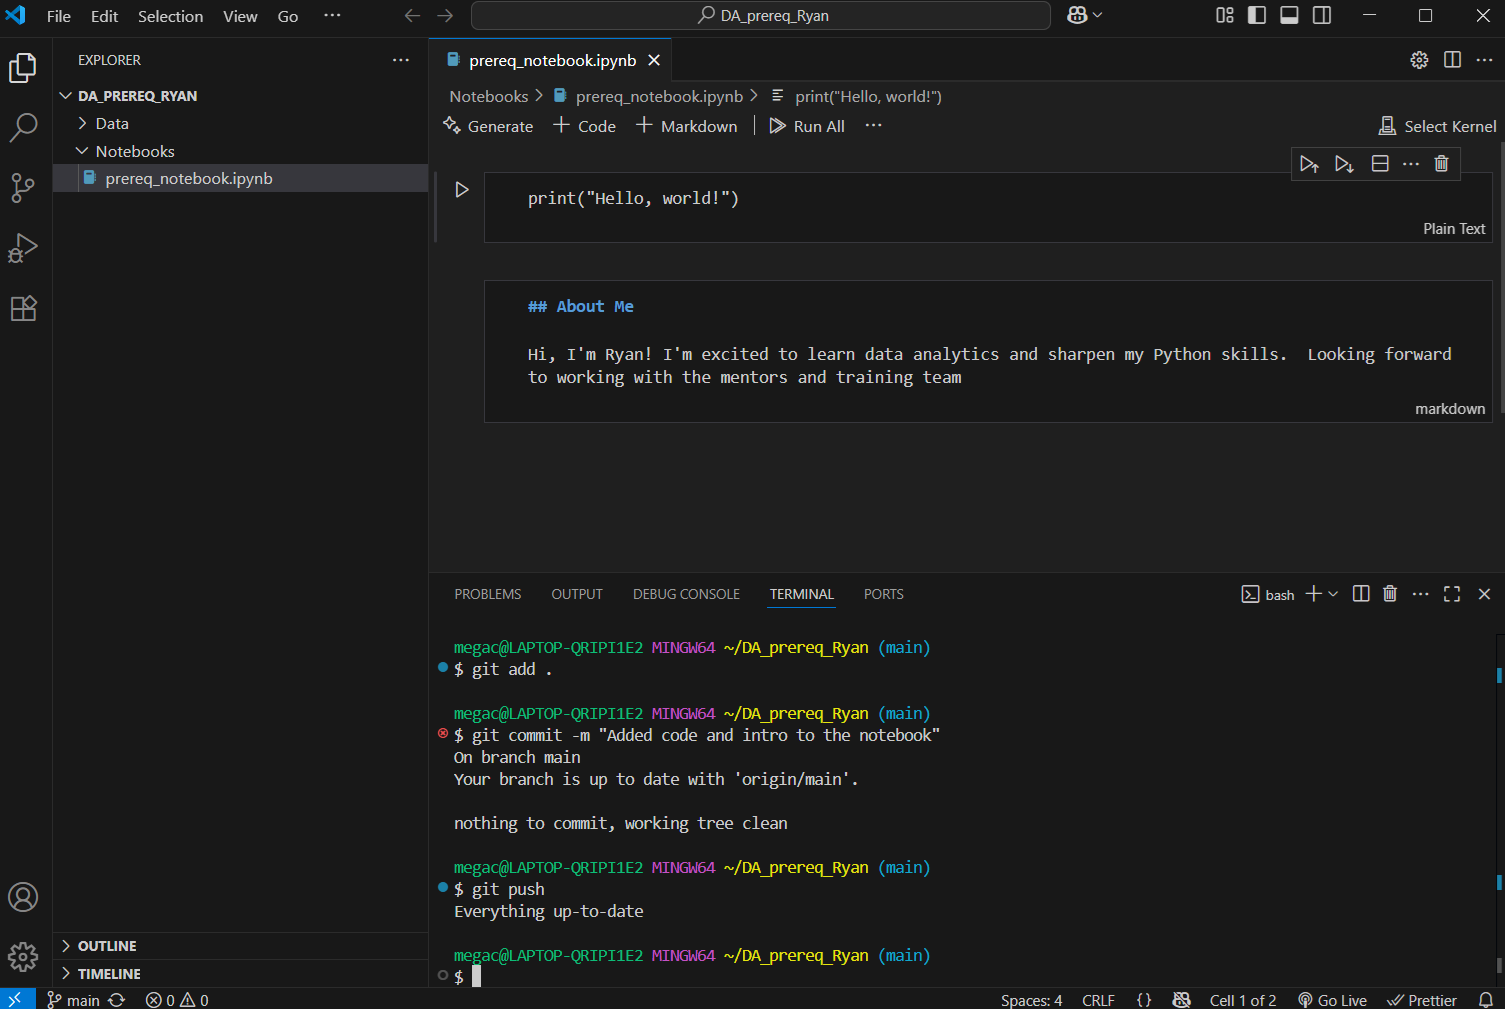 File Edit Selection View Go ···
DA_prereq_Ryan
EXPLORER
DA_PREREQ_RYAN
Data
Notebooks
prereq_notebook.ipynb
OUTLINE
TIMELINE
prereq_notebook.ipynb
Notebooks > prereq_notebook.ipynb > print("Hello, world!")
Generate + Code + Markdown | Run All ··· Select Kernel
print("Hello, world!")
Plain Text
## About Me
Hi, I'm Ryan! I'm excited to learn data analytics and sharpen my Python skills.  Looking forward
to working with the mentors and training team
markdown
PROBLEMS OUTPUT DEBUG CONSOLE TERMINAL PORTS bash
megac@LAPTOP-QRIPI1E2 MINGW64 ~/DA_prereq_Ryan (main)
$ git add .
megac@LAPTOP-QRIPI1E2 MINGW64 ~/DA_prereq_Ryan (main)
$ git commit -m "Added code and intro to the notebook"
On branch main
Your branch is up to date with 'origin/main'.
nothing to commit, working tree clean
megac@LAPTOP-QRIPI1E2 MINGW64 ~/DA_prereq_Ryan (main)
$ git push
Everything up-to-date
megac@LAPTOP-QRIPI1E2 MINGW64 ~/DA_prereq_Ryan (main)
$
main 0 0 Spaces: 4 CRLF {} Cell 1 of 2 Go Live Prettier